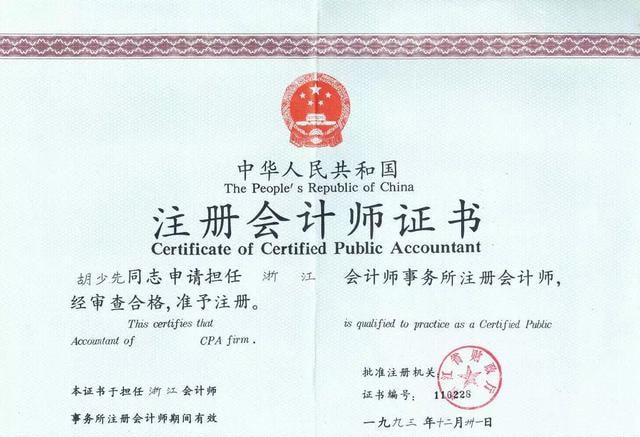 中华人民共和国
The People's Republic of China
注册会计师证书
Certificate of Certified Public Accountant
胡少先同志申请担任 浙 江 会计师事务所注册会计师，
经审查合格，准予注册。
This certifies that is qualified to practice as a Certified Public
Accountant of CPA firm.
本证书于担任浙江会计师
事务所注册会计师期间有效
批准注册机关:
江省财政厅
证书编号: 110228
一九九三 年十二月卅一日